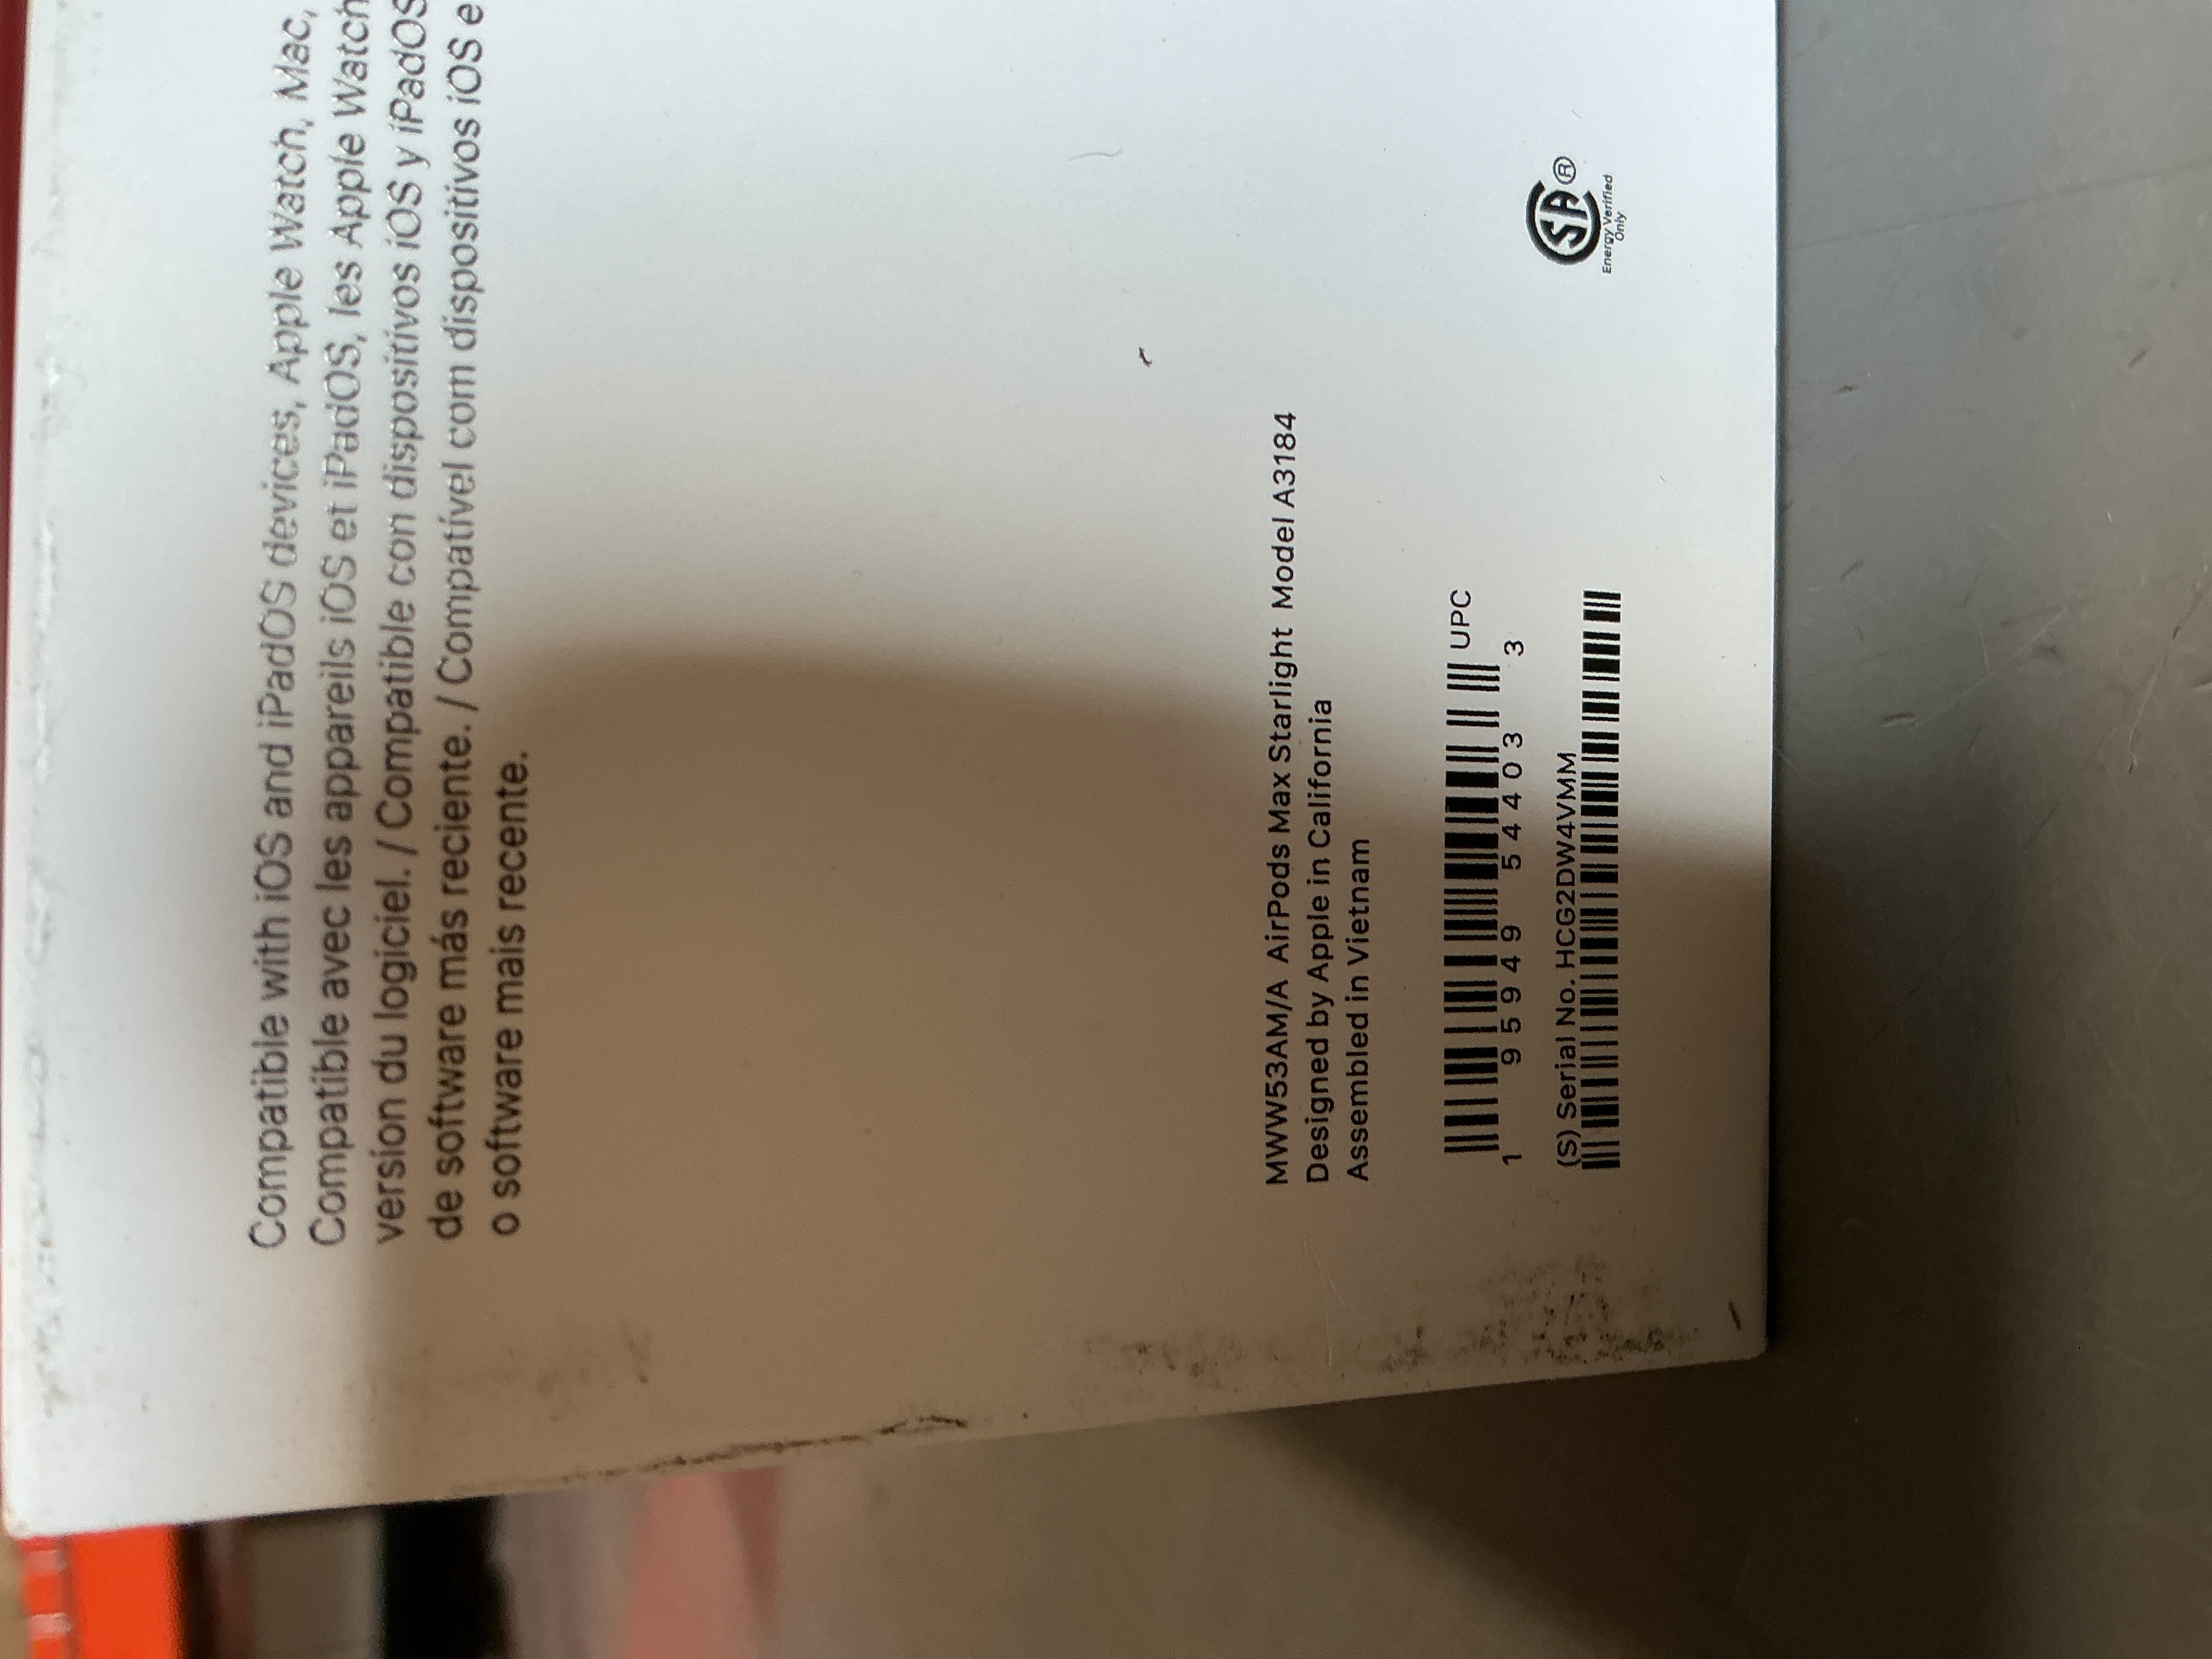 Compatible with iOS and iPadOS devices, Apple Watch, Mac,
Compatible avec les appareils iOS et iPadOS, les Apple Watch
version du logiciel. / Compatible con dispositivos iOS y iPadOS
de software más reciente. / Compatível com dispositivos iOS e
o software mais recente.
MWW53AM/A AirPods Max Starlight Model A3184
Designed by Apple in California
Assembled in Vietnam
UPC
1 95949 54403 3
(S) Serial No. HCG2DW4VMM
SA®
Energy Verified
Only